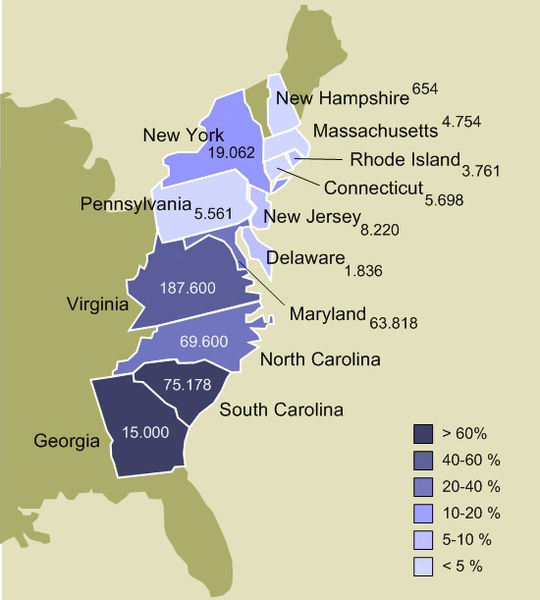 New Hampshire 654
Massachusetts 4.754
New York
19.062
Rhode Island 3.761
Connecticut 5.698
Pennsylvania
5.561
New Jersey 8.220
Delaware 1.836
187.600
Virginia
Maryland 63.818
69.600
North Carolina
75.178
South Carolina
Georgia
15.000
> 60%
40-60 %
20-40 %
10-20 %
5-10 %
< 5 %